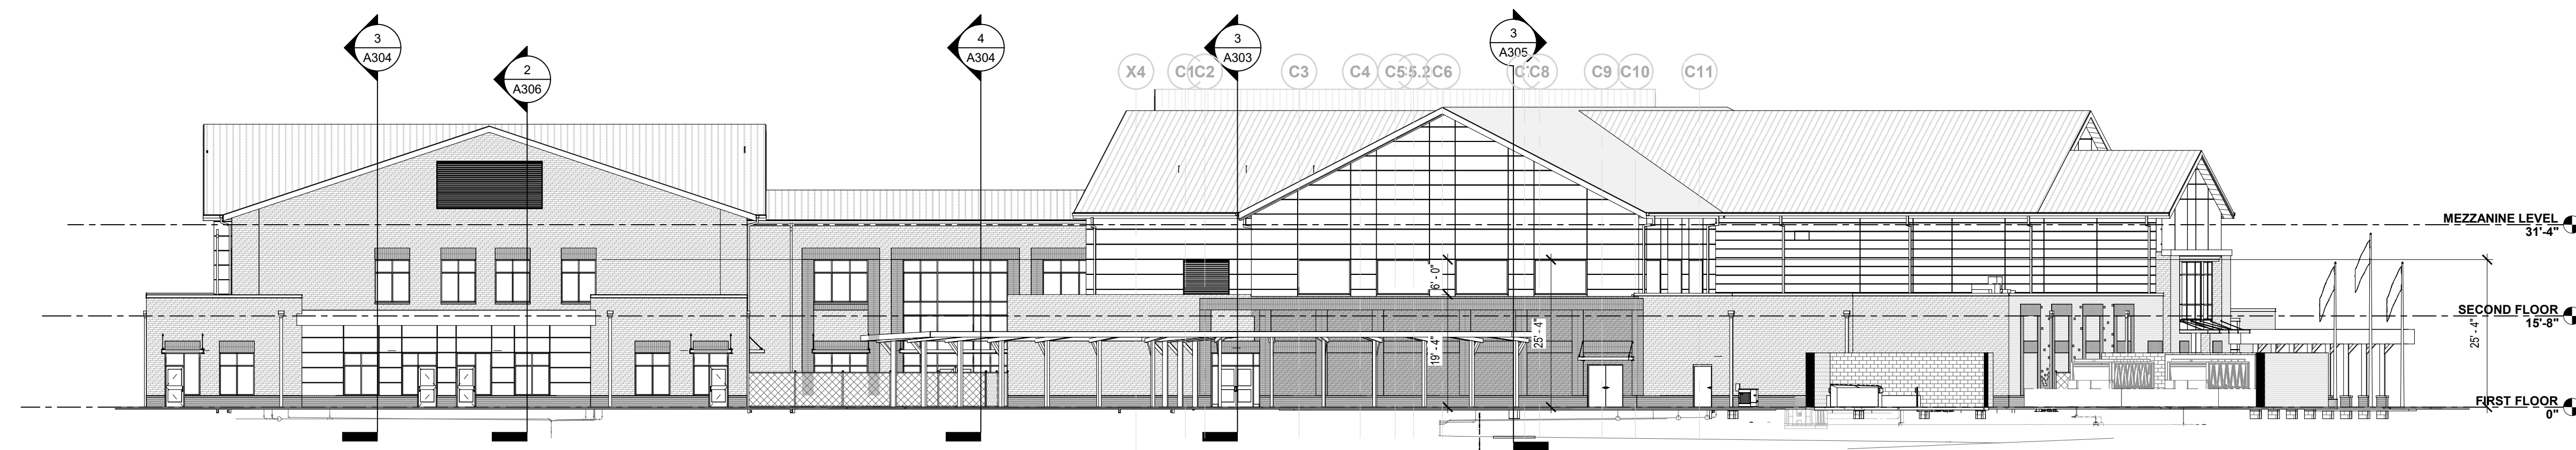 3
A304
2
A306
4
A304
3
A303
3
A305
X4
C1
C2
C3
C4
C5
5.2
C6
C8
C9
C10
C11
MEZZANINE LEVEL
31'-4"
SECOND FLOOR
15'-8"
FIRST FLOOR
0"
6' - 0"
19' - 4"
25' - 4"
25' - 4"